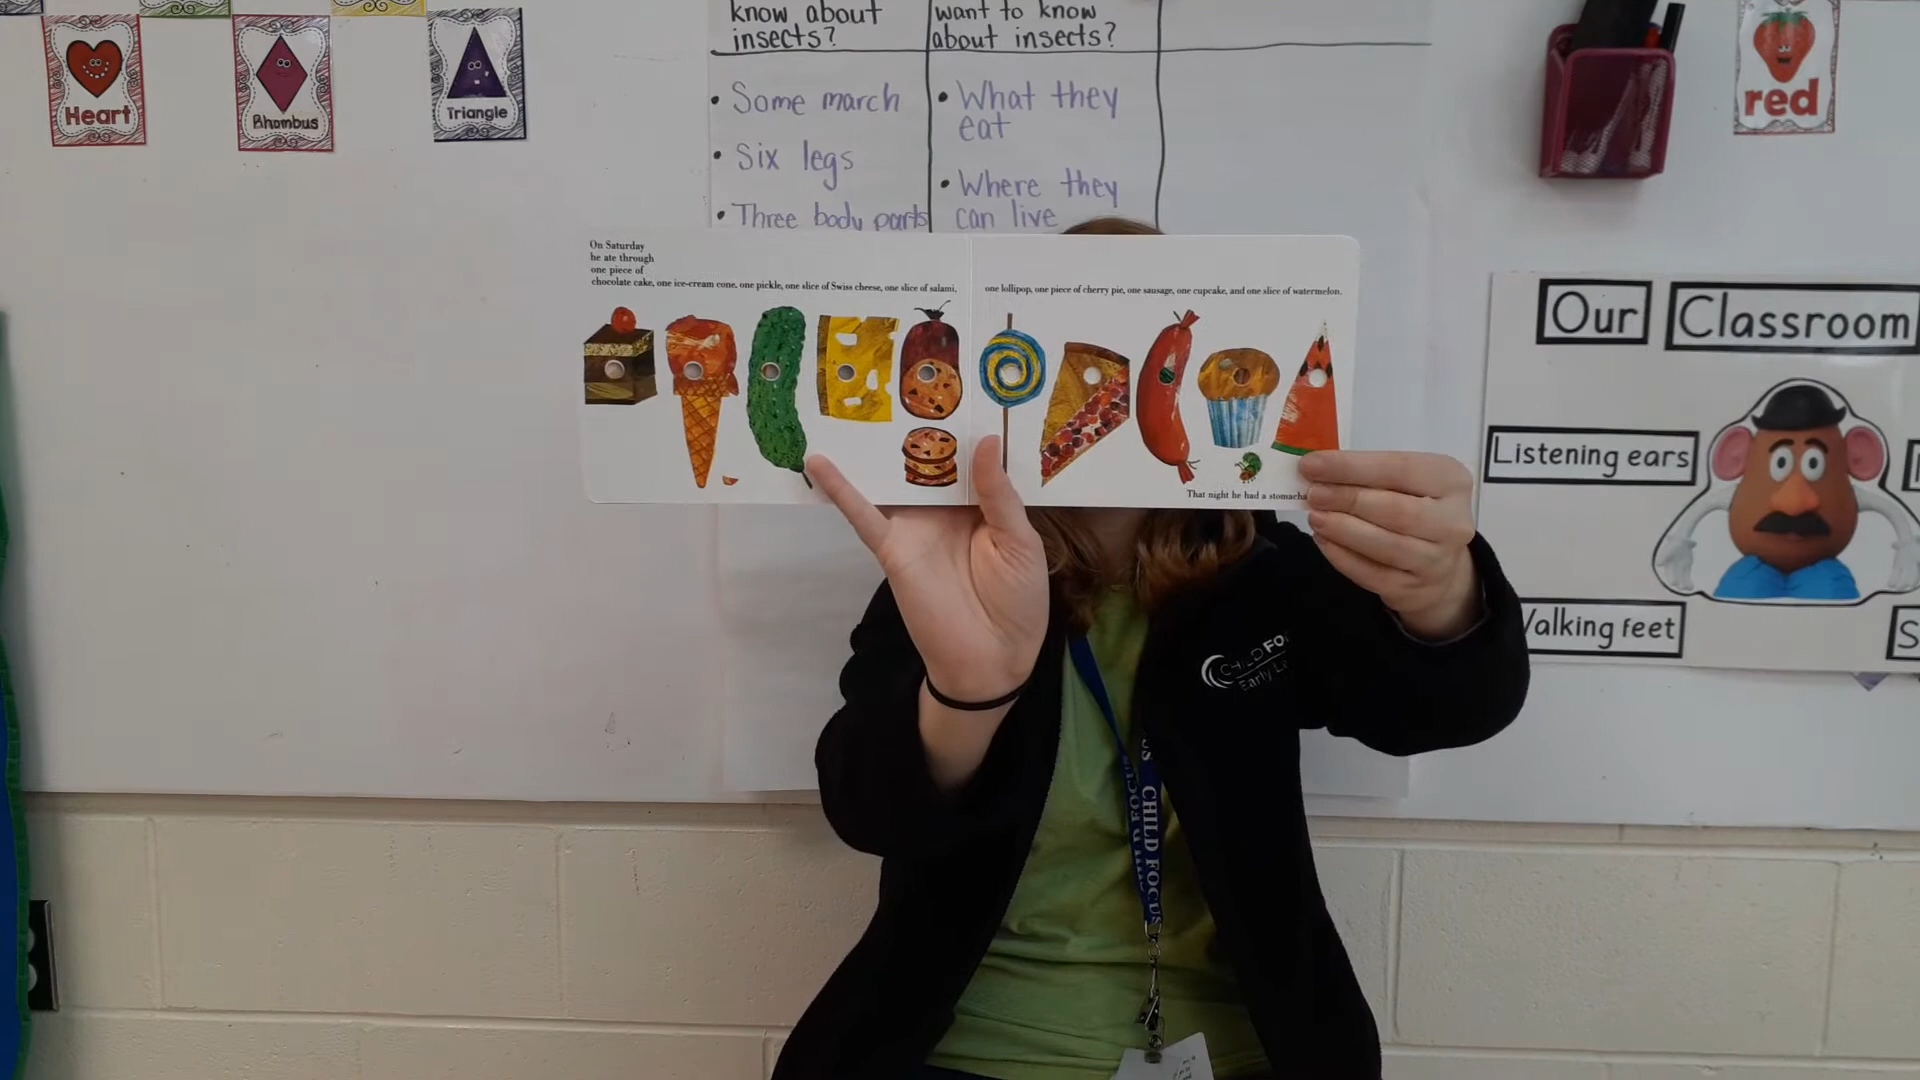 know about
insects?
want to know
about insects?
• Some march
• Six legs
• Three body parts
• What they
eat
• Where they
can live
Heart
Rhombus
Triangle
red
On Saturday
he ate through
one piece of
chocolate cake, one ice-cream cone, one pickle, one slice of Swiss cheese, one slice of salami,
one lollipop, one piece of cherry pie, one sausage, one cupcake, and one slice of watermelon.
That night he had a
Our Classroom
Listening ears
Walking feet
CHILD
Early
CHILD FOCUS